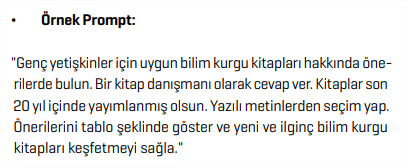 • Örnek Prompt:
"Genç yetişkinler için uygun bilim kurgu kitapları hakkında öne-
rilerde bulun. Bir kitap danışmanı olarak cevap ver. Kitaplar son
20 yıl içinde yayımlanmış olsun. Yazılı metinlerden seçim yap.
Önerilerini tablo şeklinde göster ve yeni ve ilginç bilim kurgu
kitapları keşfetmeyi sağla."